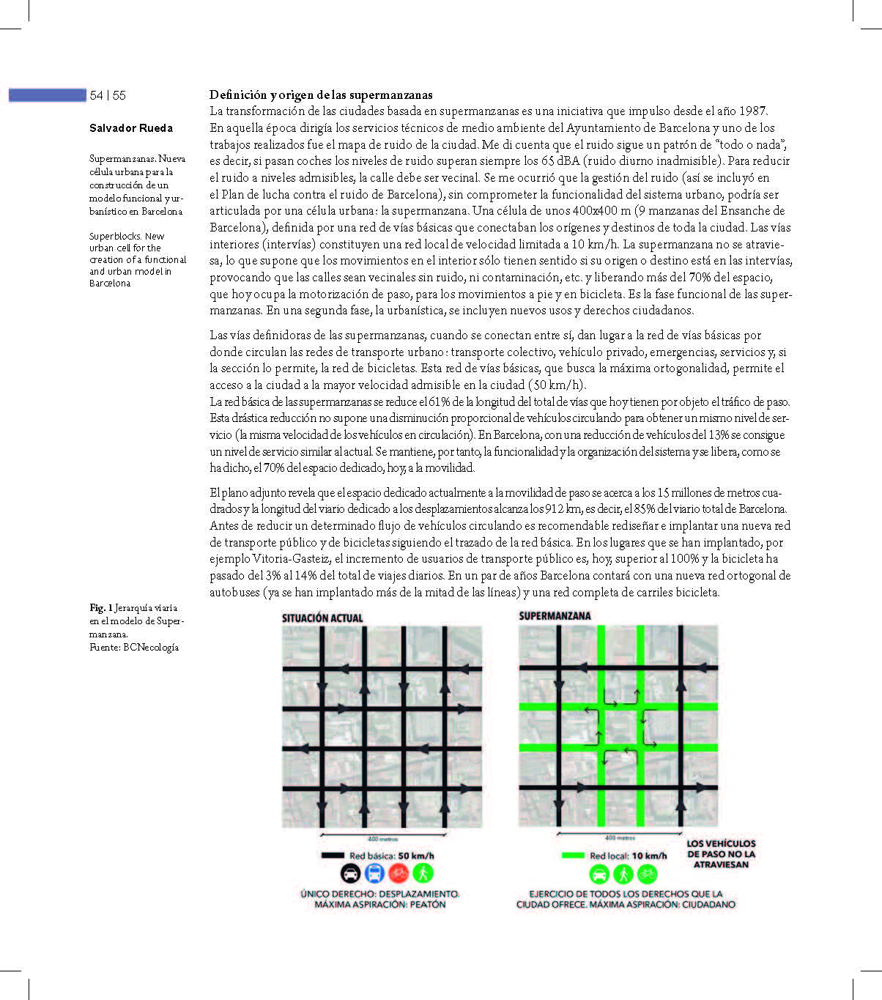 54 | 55
Salvador Rueda
Supermanzanas. Nueva
célula urbana para la
construcción de un
modelo funcional y ur-
banístico en Barcelona
Superblocks. New
urban cell for the
creation of a functional
and urban model in
Barcelona
Definición y origen de las supermanzanas
La transformación de las ciudades basada en supermanzanas es una iniciativa que impulso desde el año 1987.
En aquella época dirigía los servicios técnicos de medio ambiente del Ayuntamiento de Barcelona y uno de los
trabajos realizados fue el mapa de ruido de la ciudad. Me di cuenta que el ruido sigue un patrón de “todo o nada”,
es decir, si pasan coches los niveles de ruido superan siempre los 65 dBA (ruido diurno inadmisible). Para reducir
el ruido a niveles admisibles, la calle debe ser vecinal. Se me ocurrió que la gestión del ruido (así se incluyó en
el Plan de lucha contra el ruido de Barcelona), sin comprometer la funcionalidad del sistema urbano, podría ser
articulada por una célula urbana: la supermanzana. Una célula de unos 400x400 m (9 manzanas del Ensanche de
Barcelona), definida por una red de vías básicas que conectaban los orígenes y destinos de toda la ciudad. Las vías
interiores (intervías) constituyen una red local de velocidad limitada a 10 km/h. La supermanzana no se atravie-
sa, lo que supone que los movimientos en el interior sólo tienen sentido si su origen o destino está en las intervías,
provocando que las calles sean vecinales sin ruido, ni contaminación, etc. y liberando más del 70% del espacio,
que hoy ocupa la motorización de paso, para los movimientos a pie y en bicicleta. Es la fase funcional de las super-
manzanas. En una segunda fase, la urbanística, se incluyen nuevos usos y derechos ciudadanos.
Las vías definidoras de las supermanzanas, cuando se conectan entre sí, dan lugar a la red de vías básicas por
donde circulan las redes de transporte urbano: transporte colectivo, vehículo privado, emergencias, servicios y, si
la sección lo permite, la red de bicicletas. Esta red de vías básicas, que busca la máxima ortogonalidad, permite el
acceso a la ciudad a la mayor velocidad admisible en la ciudad (50 km/h).
La red básica de las supermanzanas se reduce el 61% de la longitud del total de vías que hoy tienen por objeto el tráfico de paso.
Esta drástica reducción no supone una disminución proporcional de vehículos circulando para obtener un mismo nivel de ser-
vicio (la misma velocidad de los vehículos en circulación). En Barcelona, con una reducción de vehículos del 13% se consigue
un nivel de servicio similar al actual. Se mantiene, por tanto, la funcionalidad y la organización del sistema y se libera, como se
ha dicho, el 70% del espacio dedicado, hoy, a la movilidad.
El plano adjunto revela que el espacio dedicado actualmente a la movilidad de paso se acerca a los 15 millones de metros cua-
drados y la longitud del viario dedicado a los desplazamientos alcanza los 912 km, es decir, el 85% del viario total de Barcelona.
Antes de reducir un determinado flujo de vehículos circulando es recomendable rediseñar e implantar una nueva red
de transporte público y de bicicletas siguiendo el trazado de la red básica. En los lugares que se han implantado, por
ejemplo Vitoria-Gasteiz, el incremento de usuarios de transporte público es, hoy, superior al 100% y la bicicleta ha
pasado del 3% al 14% del total de viajes diarios. En un par de años Barcelona contará con una nueva red ortogonal de
autobuses (ya se han implantado más de la mitad de las líneas) y una red completa de carriles bicicleta.
Fig. 1 Jerarquía viaria
en el modelo de Super-
manzana.
Fuente: BCNecología
SITUACIÓN ACTUAL
400 metros
Red básica: 50 km/h
ÚNICO DERECHO: DESPLAZAMIENTO.
MÁXIMA ASPIRACIÓN: PEATÓN
SUPERMANZANA
400 metros
LOS VEHÍCULOS
DE PASO NO LA
ATRAVIESAN
Red local: 10 km/h
EJERCICIO DE TODOS LOS DERECHOS QUE LA
CIUDAD OFRECE. MÁXIMA ASPIRACIÓN: CIUDADANO